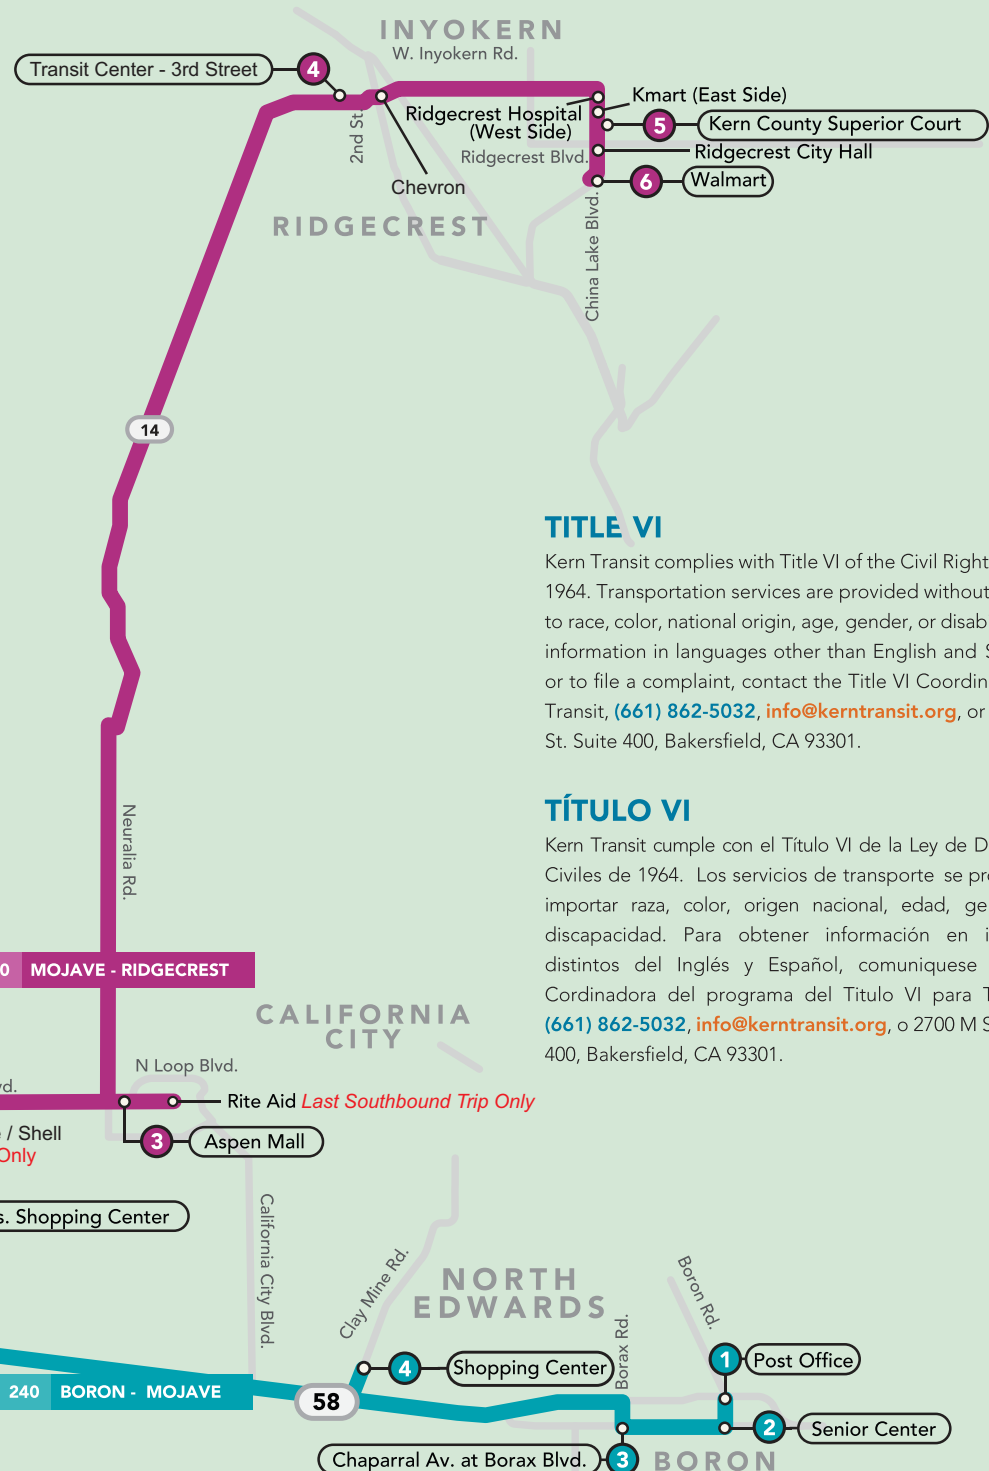 INYOKERN
W. Inyokern Rd.
Transit Center - 3rd Street
4
Kmart (East Side)
Ridgecrest Hospital
(West Side)
5
Kern County Superior Court
2nd St.
Ridgecrest Blvd.
Ridgecrest City Hall
Chevron
6
Walmart
RIDGECREST
China Lake Blvd.
14
TITLE VI
Kern Transit complies with Title VI of the Civil Right
1964. Transportation services are provided without
to race, color, national origin, age, gender, or disab
information in languages other than English and S
or to file a complaint, contact the Title VI Coordin
Transit, (661) 862-5032, info@kerntransit.org, or
St. Suite 400, Bakersfield, CA 93301.
TÍTULO VI
Kern Transit cumple con el Título VI de la Ley de D
Civiles de 1964. Los servicios de transporte se pro
importar raza, color, origen nacional, edad, ge
discapacidad. Para obtener información en i
distintos del Inglés y Español, comuniquese
Cordinadora del programa del Titulo VI para T
(661) 862-5032, info@kerntransit.org, o 2700 M S
400, Bakersfield, CA 93301.
Neuralia Rd.
0 MOJAVE - RIDGECREST
CALIFORNIA
CITY
N Loop Blvd.
vd.
Rite Aid Last Southbound Trip Only
/ Shell
Only
3
Aspen Mall
s. Shopping Center
California City Blvd.
Clay Mine Rd.
NORTH
EDWARDS
Boron Rd.
Borax Rd.
4
Shopping Center
1
Post Office
240 BORON - MOJAVE
58
2
Senior Center
Chaparral Av. at Borax Blvd.
3
BORON